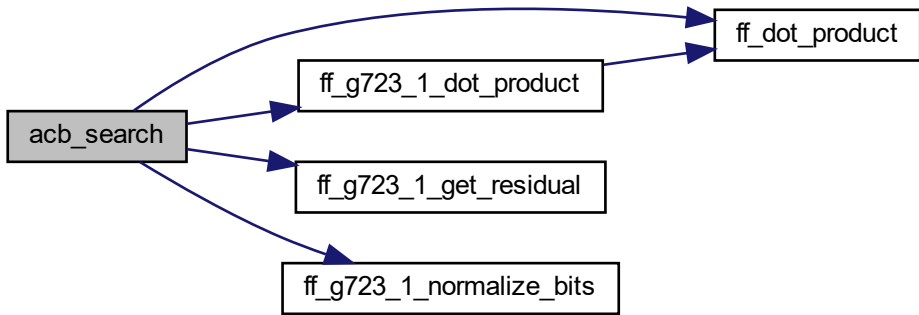 ff_dot_product
ff_g723_1_dot_product
acb_search
ff_g723_1_get_residual
ff_g723_1_normalize_bits